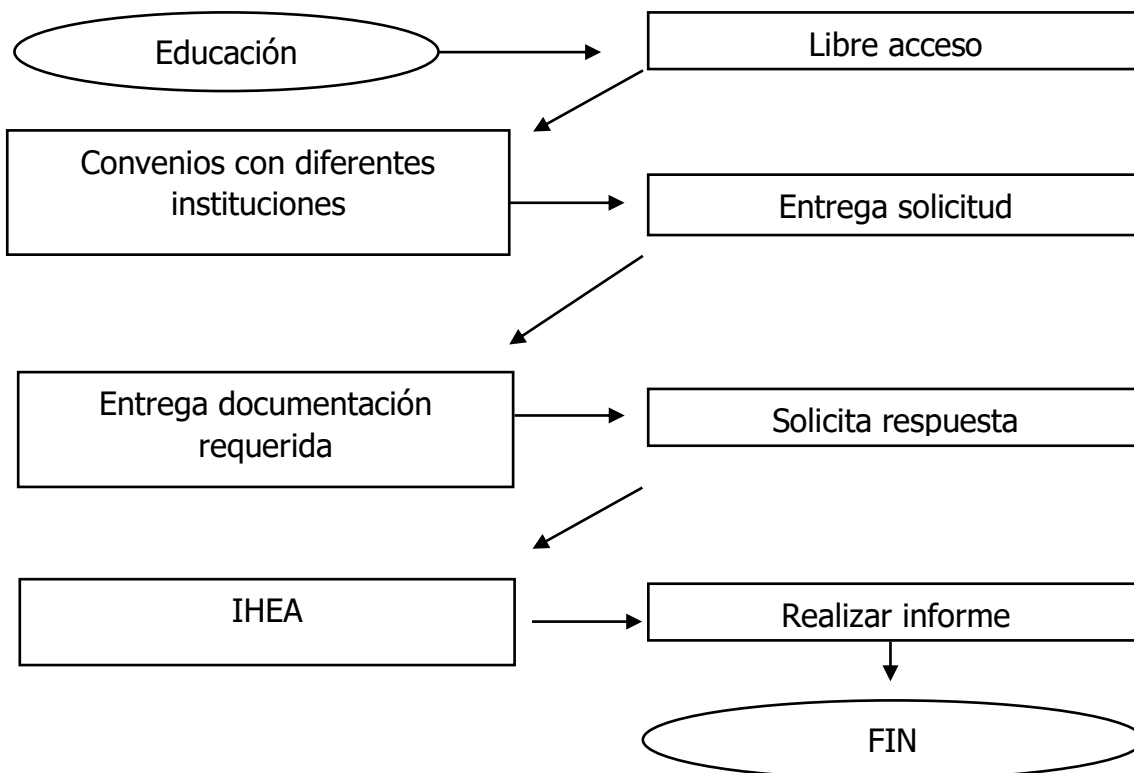 Educación
Libre acceso
Convenios con diferentes
instituciones
Entrega solicitud
Entrega documentación
requerida
Solicita respuesta
IHEA
Realizar informe
FIN